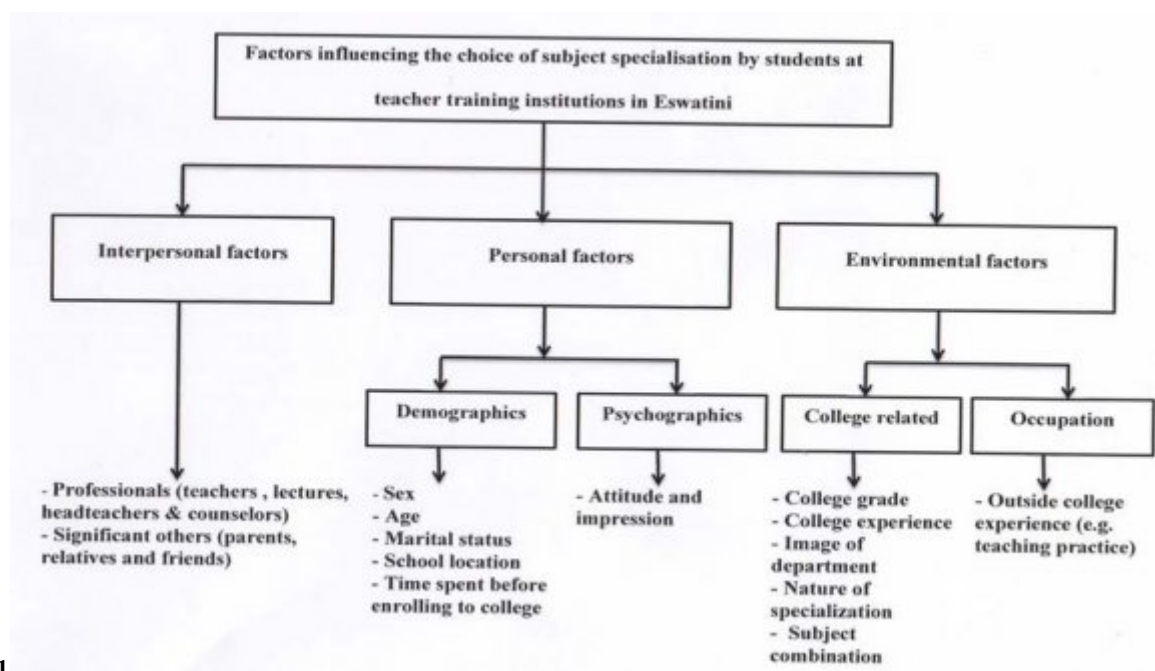 Factors influencing the choice of subject specialisation by students at
teacher training institutions in Eswatini
Interpersonal factors
Personal factors
Environmental factors
Demographics
Psychographics
College related
Occupation
- Professionals (teachers , lectures,
headteachers & counselors)
- Significant others (parents,
relatives and friends)
- Sex
- Age
- Marital status
- School location
- Time spent before
enrolling to college
- Attitude and
impression
- College grade
- College experience
- Image of
department
- Nature of
specialization
- Subject
combination
- Outside college
experience (e.g.
teaching practice)
1